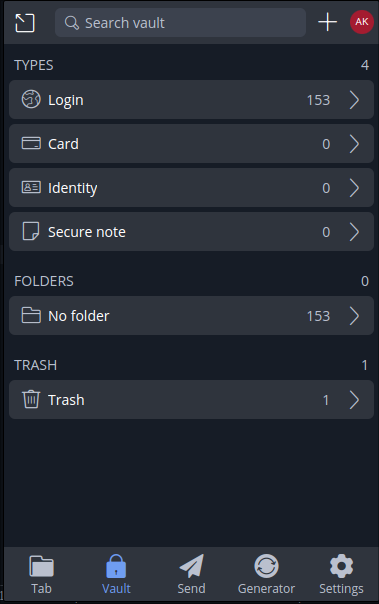 Search vault
AK
TYPES 4
Login 153
Card 0
Identity 0
Secure note 0
FOLDERS 0
No folder 153
TRASH 1
Trash 1
Tab Vault Send Generator Settings